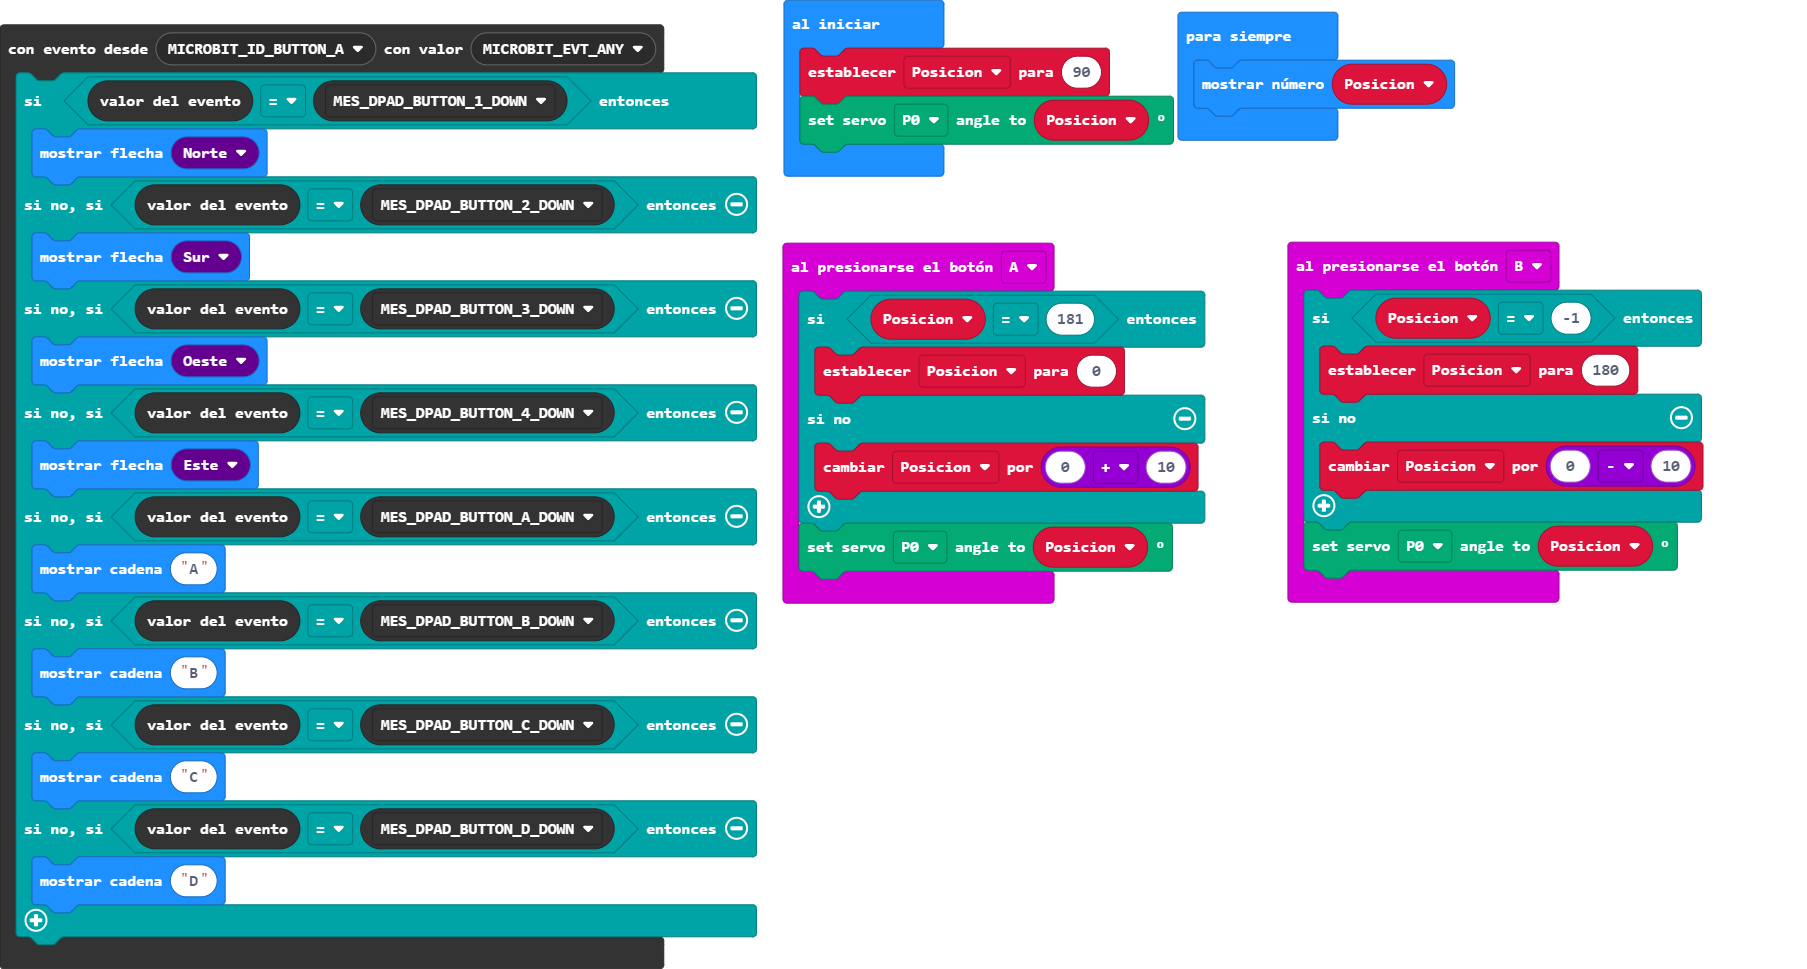 con evento desde MICROBIT_ID_BUTTON_A con valor MICROBIT_EVT_ANY
si valor del evento = MES_DPAD_BUTTON_1_DOWN entonces
mostrar flecha Norte
si no, si valor del evento = MES_DPAD_BUTTON_2_DOWN entonces
mostrar flecha Sur
si no, si valor del evento = MES_DPAD_BUTTON_3_DOWN entonces
mostrar flecha Oeste
si no, si valor del evento = MES_DPAD_BUTTON_4_DOWN entonces
mostrar flecha Este
si no, si valor del evento = MES_DPAD_BUTTON_A_DOWN entonces
mostrar cadena "A"
si no, si valor del evento = MES_DPAD_BUTTON_B_DOWN entonces
mostrar cadena "B"
si no, si valor del evento = MES_DPAD_BUTTON_C_DOWN entonces
mostrar cadena "C"
si no, si valor del evento = MES_DPAD_BUTTON_D_DOWN entonces
mostrar cadena "D"
al iniciar
establecer Posicion para 90
set servo P0 angle to Posicion °
para siempre
mostrar número Posicion
al presionarse el botón A
si Posicion = 181 entonces
establecer Posicion para 0
si no
cambiar Posicion por 0 + 10
set servo P0 angle to Posicion °
al presionarse el botón B
si Posicion = -1 entonces
establecer Posicion para 180
si no
cambiar Posicion por 0 - 10
set servo P0 angle to Posicion °